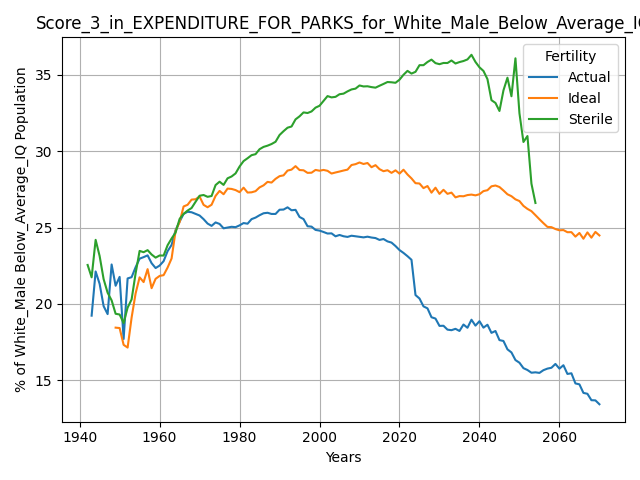 Score_3_in_EXPENDITURE_FOR_PARKS_for_White_Male_Below_Average_IQ
Fertility
Actual
Ideal
Sterile
% of White_Male Below_Average_IQ Population
35
30
25
20
15
1940
1960
1980
2000
2020
2040
2060
Years